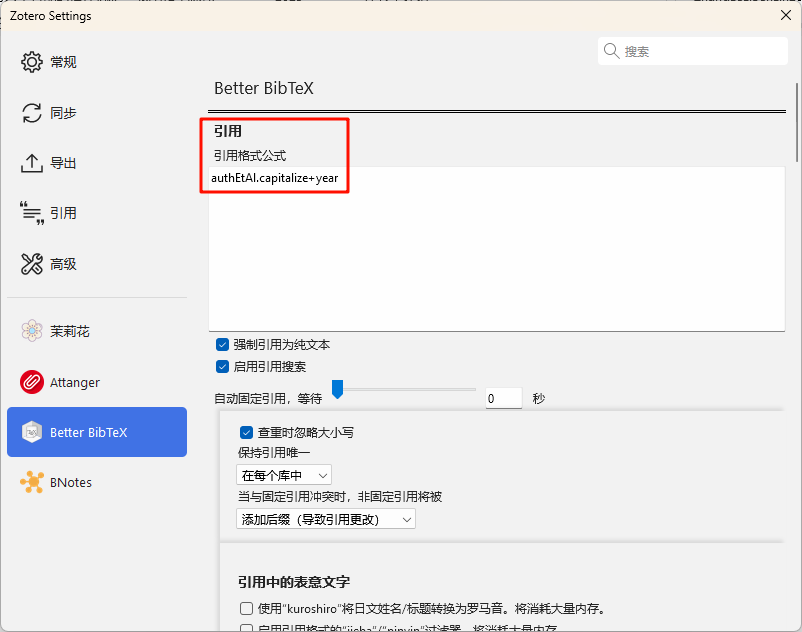 Zotero Settings
搜索
常规
同步
导出
引用
高级
茉莉花
Attanger
Better BibTeX
BNotes
Better BibTeX
引用
引用格式公式
authEtAl.capitalize+year
强制引用为纯文本
启用引用搜索
自动固定引用，等待 0 秒
查重时忽略大小写
保持引用唯一
在每个库中
当与固定引用冲突时，非固定引用将被
添加后缀（导致引用更改）
引用中的表意文字
使用“kuroshiro”将日文姓名/标题转换为罗马音。将消耗大量内存。
启用引用格式的“jieba”/“pinyin”过滤器。将消耗大量内存。